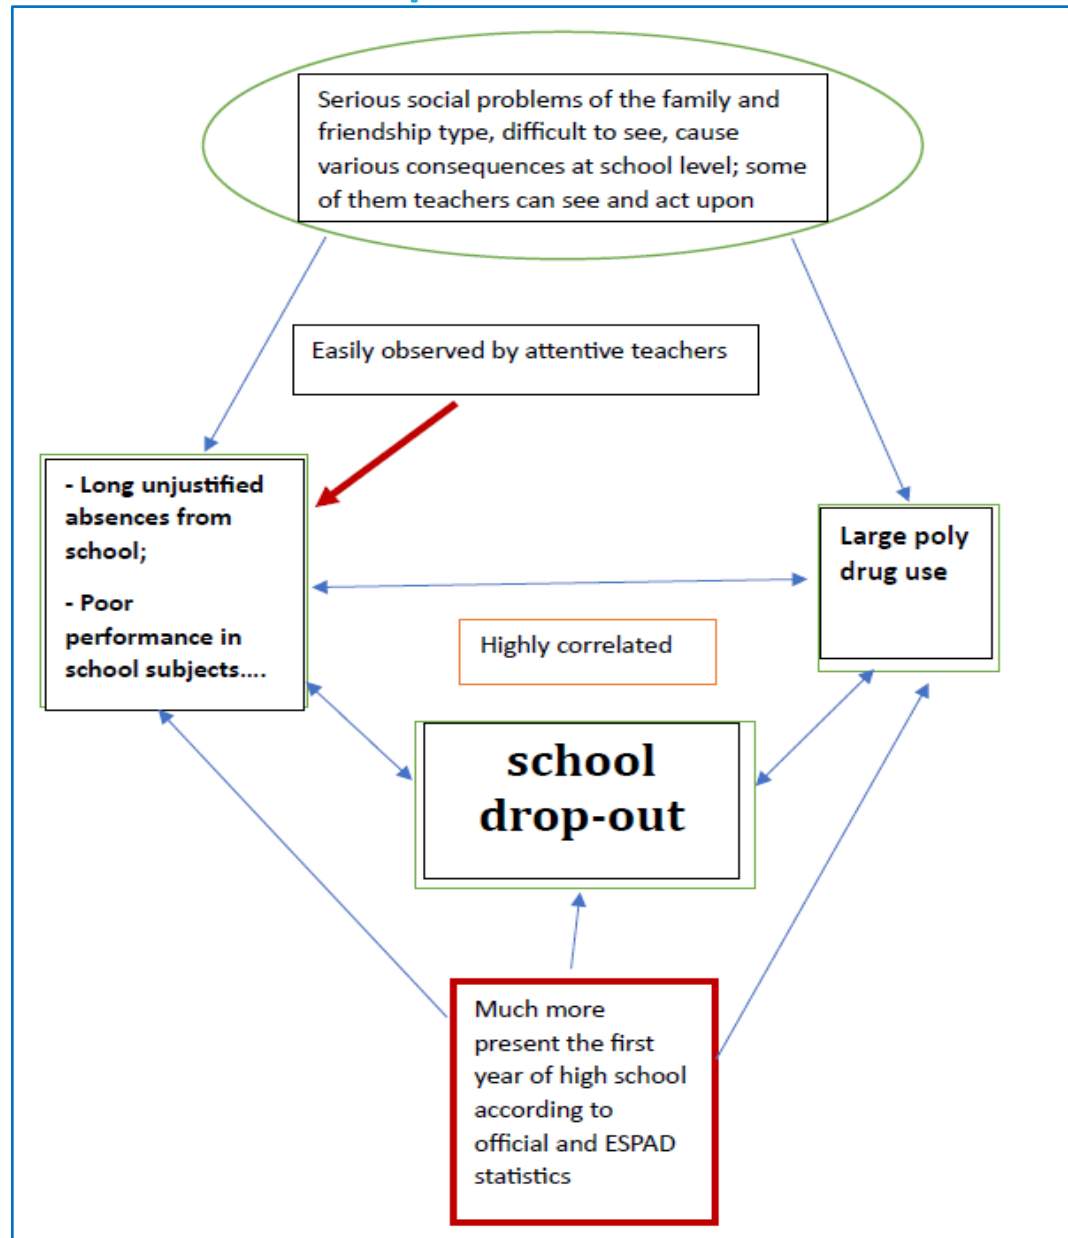 Serious social problems of the family and
friendship type, difficult to see, cause
various consequences at school level; some
of them teachers can see and act upon
Easily observed by attentive teachers
- Long unjustified
absences from
school;
- Poor
performance in
school subjects....
Large poly
drug use
Highly correlated
school
drop-out
Much more
present the first
year of high school
according to
official and ESPAD
statistics